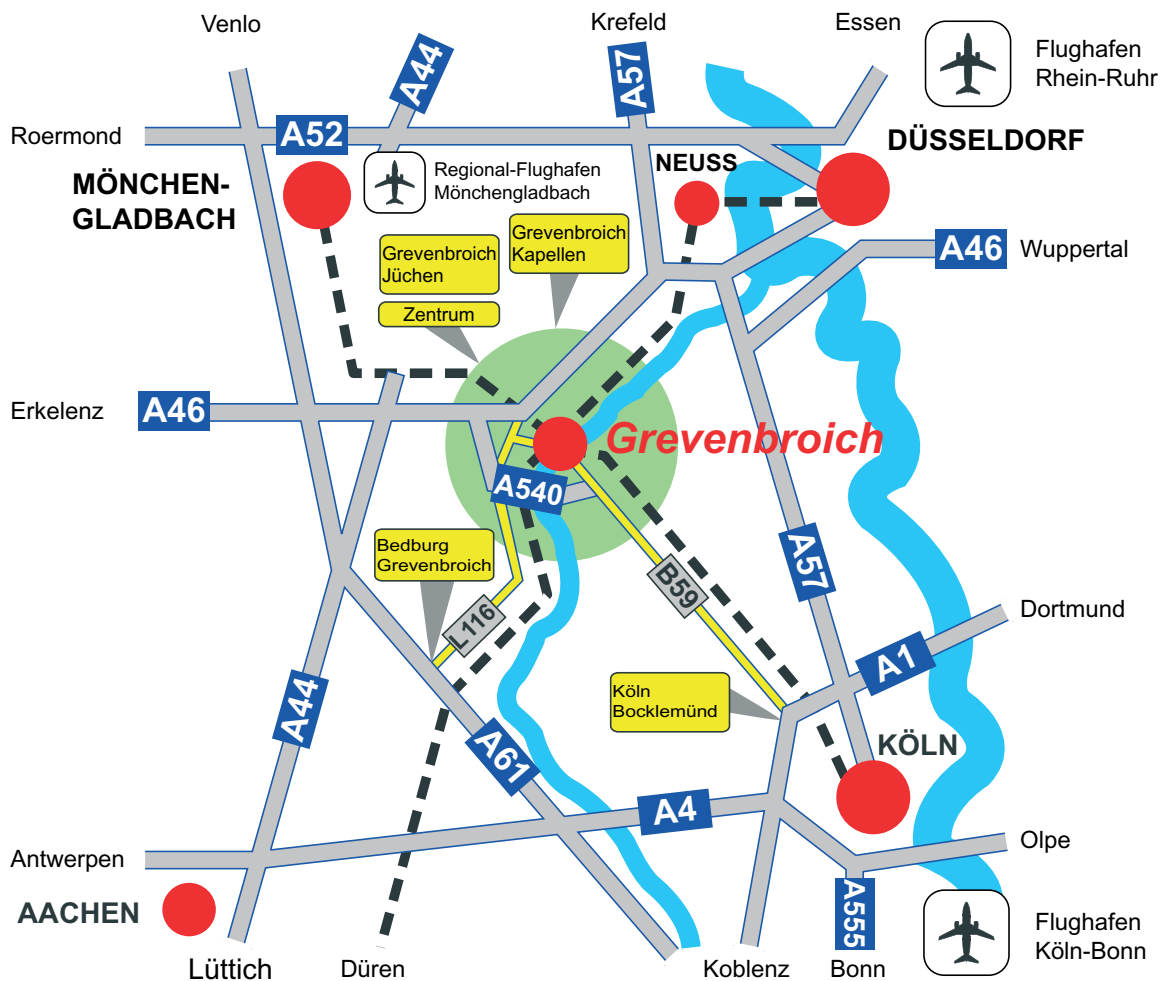 Venlo
Krefeld
Essen
Flughafen
Rhein-Ruhr
A44
A57
Roermond
A52
DÜSSELDORF
MÖNCHEN-
GLADBACH
Regional-Flughafen
Mönchengladbach
NEUSS
Grevenbroich
Jüchen
Grevenbroich
Kapellen
A46
Wuppertal
Zentrum
Erkelenz
A46
Grevenbroich
A540
Bedburg
Grevenbroich
B59
A57
L116
Dortmund
A1
A44
Köln
Bocklemünd
A61
KÖLN
A4
Antwerpen
Olpe
AACHEN
A555
Flughafen
Köln-Bonn
Lüttich
Düren
Koblenz
Bonn